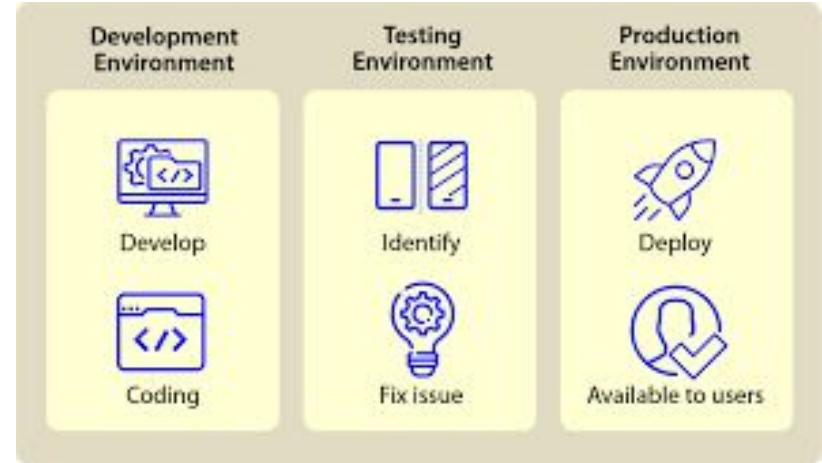 Development
Environment
Testing
Environment
Production
Environment
</>
Develop
Identify
Deploy
</>
Coding
Fix issue
Available to users